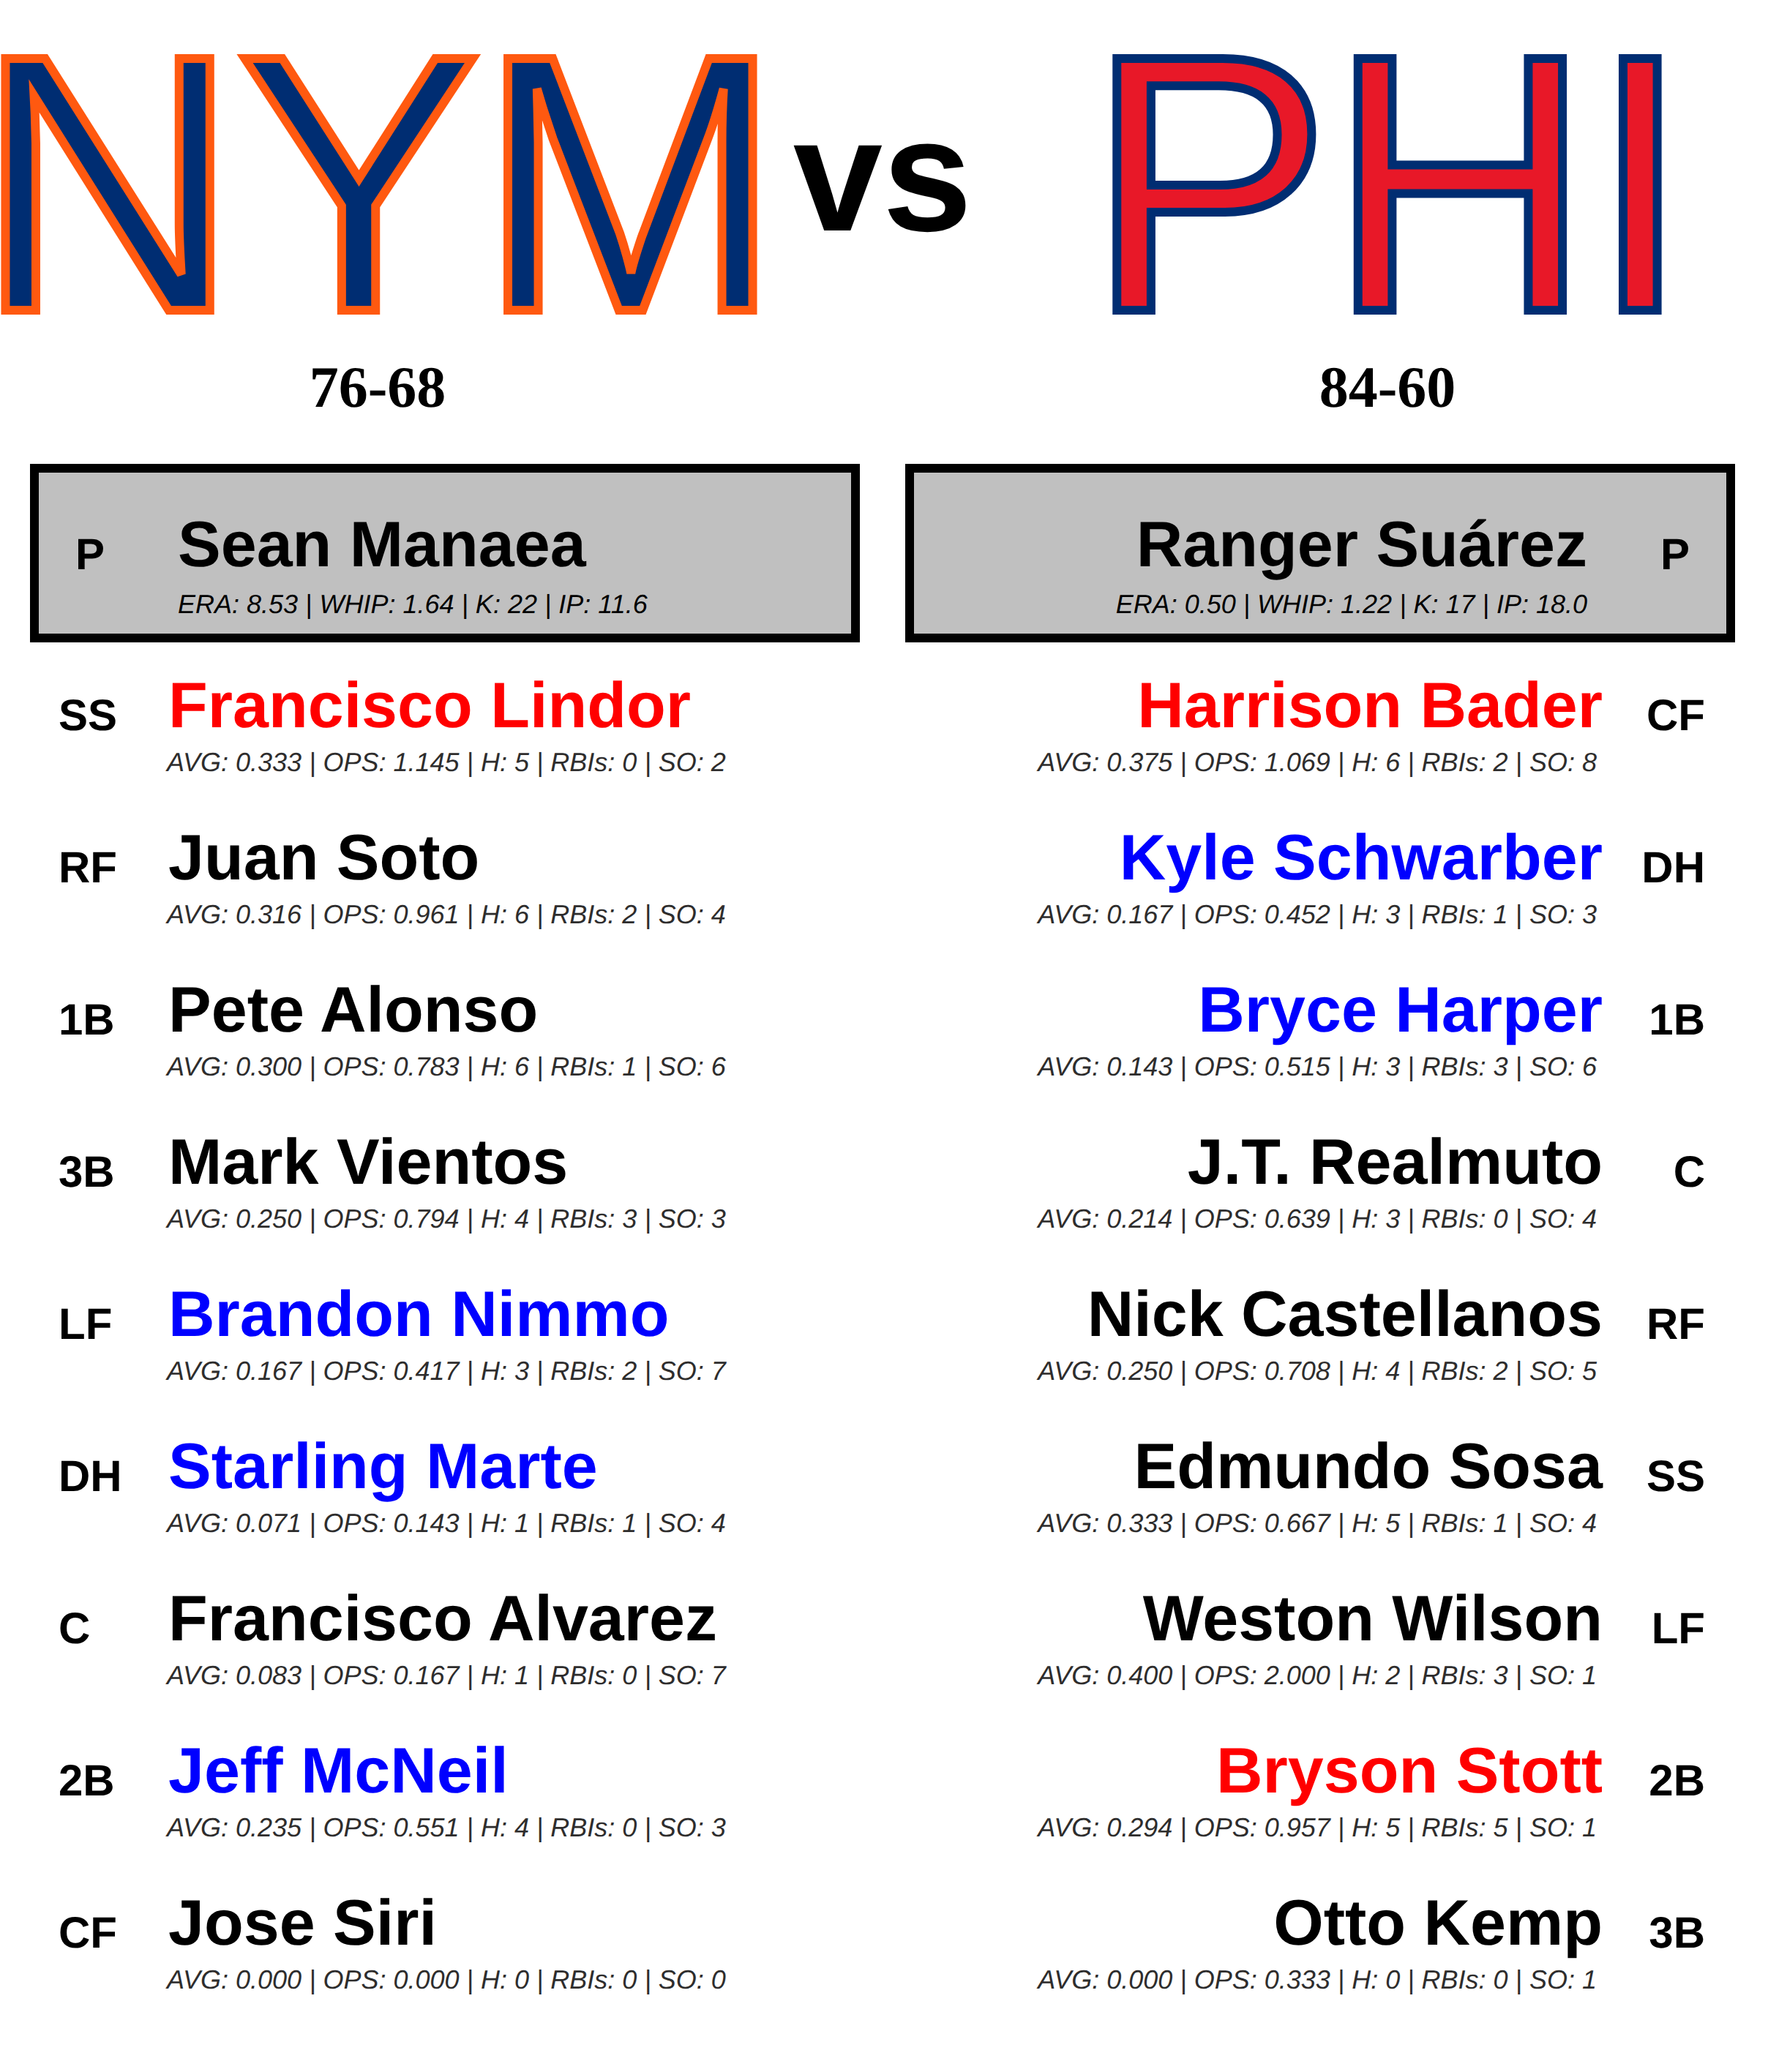 NYM vs PHI
76-68
84-60
P Sean Manaea
ERA: 8.53 | WHIP: 1.64 | K: 22 | IP: 11.6
Ranger Suárez P
ERA: 0.50 | WHIP: 1.22 | K: 17 | IP: 18.0
SS Francisco Lindor
AVG: 0.333 | OPS: 1.145 | H: 5 | RBIs: 0 | SO: 2
RF Juan Soto
AVG: 0.316 | OPS: 0.961 | H: 6 | RBIs: 2 | SO: 4
1B Pete Alonso
AVG: 0.300 | OPS: 0.783 | H: 6 | RBIs: 1 | SO: 6
3B Mark Vientos
AVG: 0.250 | OPS: 0.794 | H: 4 | RBIs: 3 | SO: 3
LF Brandon Nimmo
AVG: 0.167 | OPS: 0.417 | H: 3 | RBIs: 2 | SO: 7
DH Starling Marte
AVG: 0.071 | OPS: 0.143 | H: 1 | RBIs: 1 | SO: 4
C Francisco Alvarez
AVG: 0.083 | OPS: 0.167 | H: 1 | RBIs: 0 | SO: 7
2B Jeff McNeil
AVG: 0.235 | OPS: 0.551 | H: 4 | RBIs: 0 | SO: 3
CF Jose Siri
AVG: 0.000 | OPS: 0.000 | H: 0 | RBIs: 0 | SO: 0
Harrison Bader CF
AVG: 0.375 | OPS: 1.069 | H: 6 | RBIs: 2 | SO: 8
Kyle Schwarber DH
AVG: 0.167 | OPS: 0.452 | H: 3 | RBIs: 1 | SO: 3
Bryce Harper 1B
AVG: 0.143 | OPS: 0.515 | H: 3 | RBIs: 3 | SO: 6
J.T. Realmuto C
AVG: 0.214 | OPS: 0.639 | H: 3 | RBIs: 0 | SO: 4
Nick Castellanos RF
AVG: 0.250 | OPS: 0.708 | H: 4 | RBIs: 2 | SO: 5
Edmundo Sosa SS
AVG: 0.333 | OPS: 0.667 | H: 5 | RBIs: 1 | SO: 4
Weston Wilson LF
AVG: 0.400 | OPS: 2.000 | H: 2 | RBIs: 3 | SO: 1
Bryson Stott 2B
AVG: 0.294 | OPS: 0.957 | H: 5 | RBIs: 5 | SO: 1
Otto Kemp 3B
AVG: 0.000 | OPS: 0.333 | H: 0 | RBIs: 0 | SO: 1